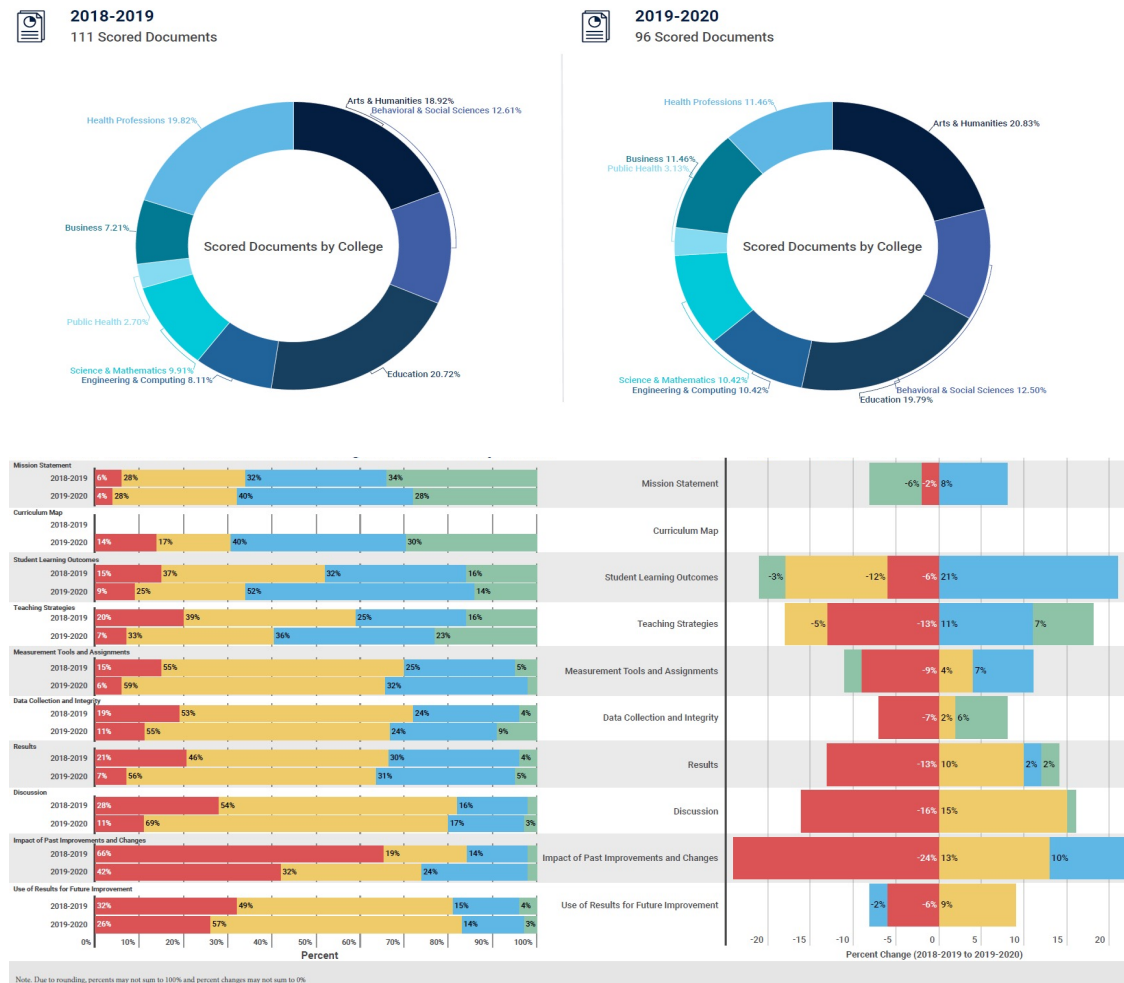 2018-2019
111 Scored Documents
2019-2020
96 Scored Documents
Arts & Humanities 18.92%
Behavioral & Social Sciences 12.61%
Health Professions 19.82%
Business 7.21%
Scored Documents by College
Public Health 2.70%
Science & Mathematics 9.91%
Engineering & Computing 8.11%
Education 20.72%
Health Professions 11.46%
Arts & Humanities 20.83%
Business 11.46%
Public Health 3.13%
Scored Documents by College
Science & Mathematics 10.42%
Engineering & Computing 10.42%
Behavioral & Social Sciences 12.50%
Education 19.79%
Mission Statement
2018-2019 6% 28% 32% 34%
2019-2020 4% 28% 40% 28%
Curriculum Map
2018-2019
2019-2020 14% 17% 40% 30%
Student Learning Outcomes
2018-2019 15% 37% 32% 16%
2019-2020 9% 25% 52% 14%
Teaching Strategies
2018-2019 20% 39% 25% 16%
2019-2020 7% 33% 36% 23%
Measurement Tools and Assignments
2018-2019 15% 55% 25% 5%
2019-2020 6% 59% 32%
Data Collection and Integrity
2018-2019 19% 53% 24% 4%
2019-2020 11% 55% 24% 9%
Results
2018-2019 21% 46% 30% 4%
2019-2020 7% 56% 31% 5%
Discussion
2018-2019 28% 54% 16%
2019-2020 11% 69% 17% 3%
Impact of Past Improvements and Changes
2018-2019 66% 19% 14%
2019-2020 42% 32% 24%
Use of Results for Future Improvement
2018-2019 32% 49% 15% 4%
2019-2020 26% 57% 14% 3%
0% 10% 20% 30% 40% 50% 60% 70% 80% 90% 100%
Percent
Mission Statement -6% -2% 8%
Curriculum Map
Student Learning Outcomes -3% -12% -6% 21%
Teaching Strategies -5% -13% 11% 7%
Measurement Tools and Assignments -9% 4% 7%
Data Collection and Integrity -7% 2% 6%
Results -13% 10% 2% 2%
Discussion -16% 15%
Impact of Past Improvements and Changes -24% 13% 10%
Use of Results for Future Improvement -2% -6% 9%
-20 -15 -10 -5 0 5 10 15 20
Percent Change (2018-2019 to 2019-2020)
Note. Due to rounding, percents may not sum to 100% and percent changes may not sum to 0%